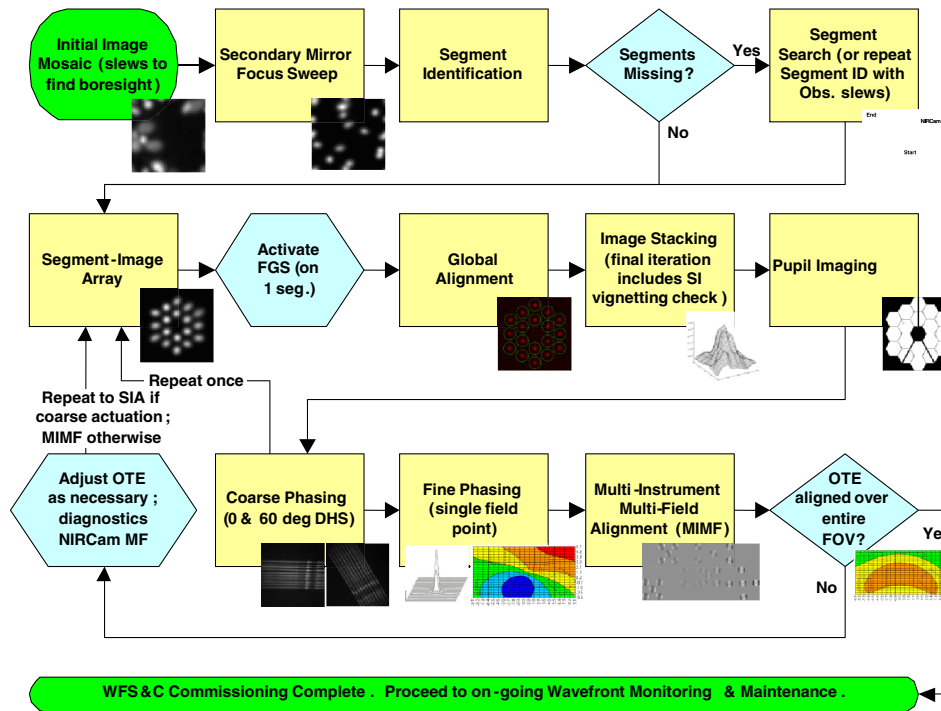 Initial Image
Mosaic (slews to
find boresight)
Secondary Mirror
Focus Sweep
Segment
Identification
Segments
Missing?
Yes
Segment
Search (or repeat
Segment ID with
Obs. slews)
End
NIRCam
Start
No
Segment-Image
Array
Activate
FGS (on
1 seg.)
Global
Alignment
Image Stacking
(final iteration
includes SI
vignetting check)
Pupil Imaging
Repeat once
Repeat to SIA if
coarse actuation;
MIMF otherwise
Adjust OTE
as necessary;
diagnostics
NIRCam MF
Coarse Phasing
(0 & 60 deg DHS)
Fine Phasing
(single field
point)
Multi-Instrument
Multi-Field
Alignment (MIMF)
OTE
aligned over
entire
FOV?
Ye
No
WFS&C Commissioning Complete. Proceed to on-going Wavefront Monitoring & Maintenance.